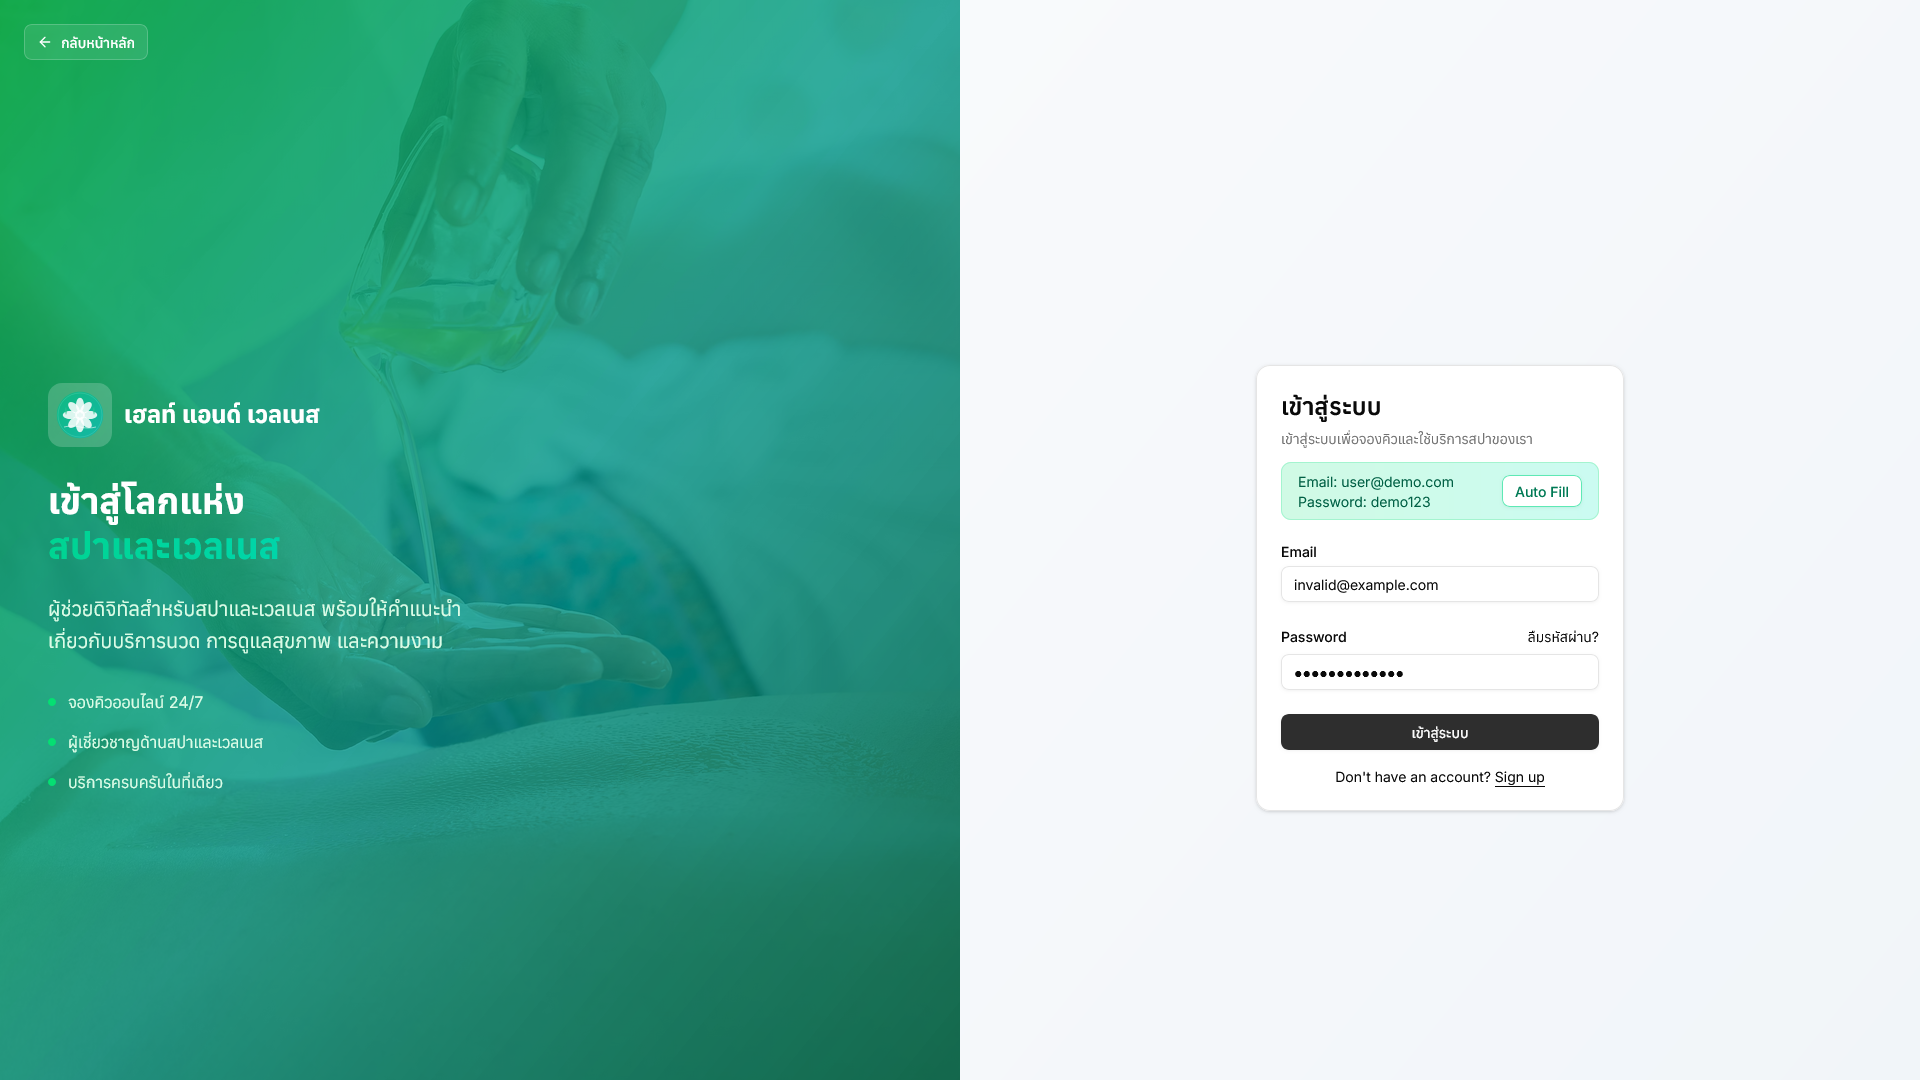 กลับหน้าหลัก
เฮลท์ แอนด์ เวลเนส
เข้าสู่โลกแห่ง
สปาและเวลเนส
ผู้ช่วยดิจิทัลสำหรับสปาและเวลเนส พร้อมให้คำแนะนำ
เกี่ยวกับบริการนวด การดูแลสุขภาพ และความงาม
จองคิวออนไลน์ 24/7
ผู้เชี่ยวชาญด้านสปาและเวลเนส
บริการครบครันในที่เดียว
เข้าสู่ระบบ
เข้าสู่ระบบเพื่อจองคิวและใช้บริการสปาของเรา
Email: user@demo.com
Password: demo123
Auto Fill
Email
invalid@example.com
Password
ลืมรหัสผ่าน?
•••••••••••••
เข้าสู่ระบบ
Don't have an account? Sign up